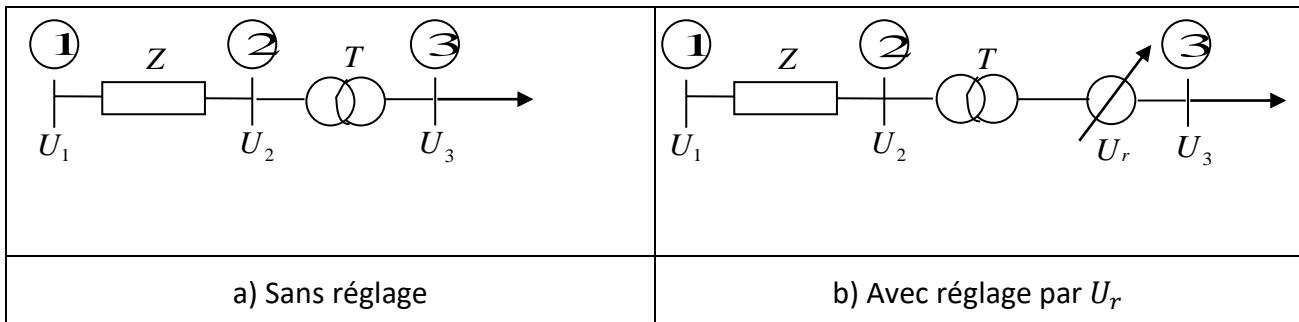 1 2 3
Z T
U1 U2 U3
a) Sans réglage
1 2 3
Z T
U1 U2 Ur U3
b) Avec réglage par Ur